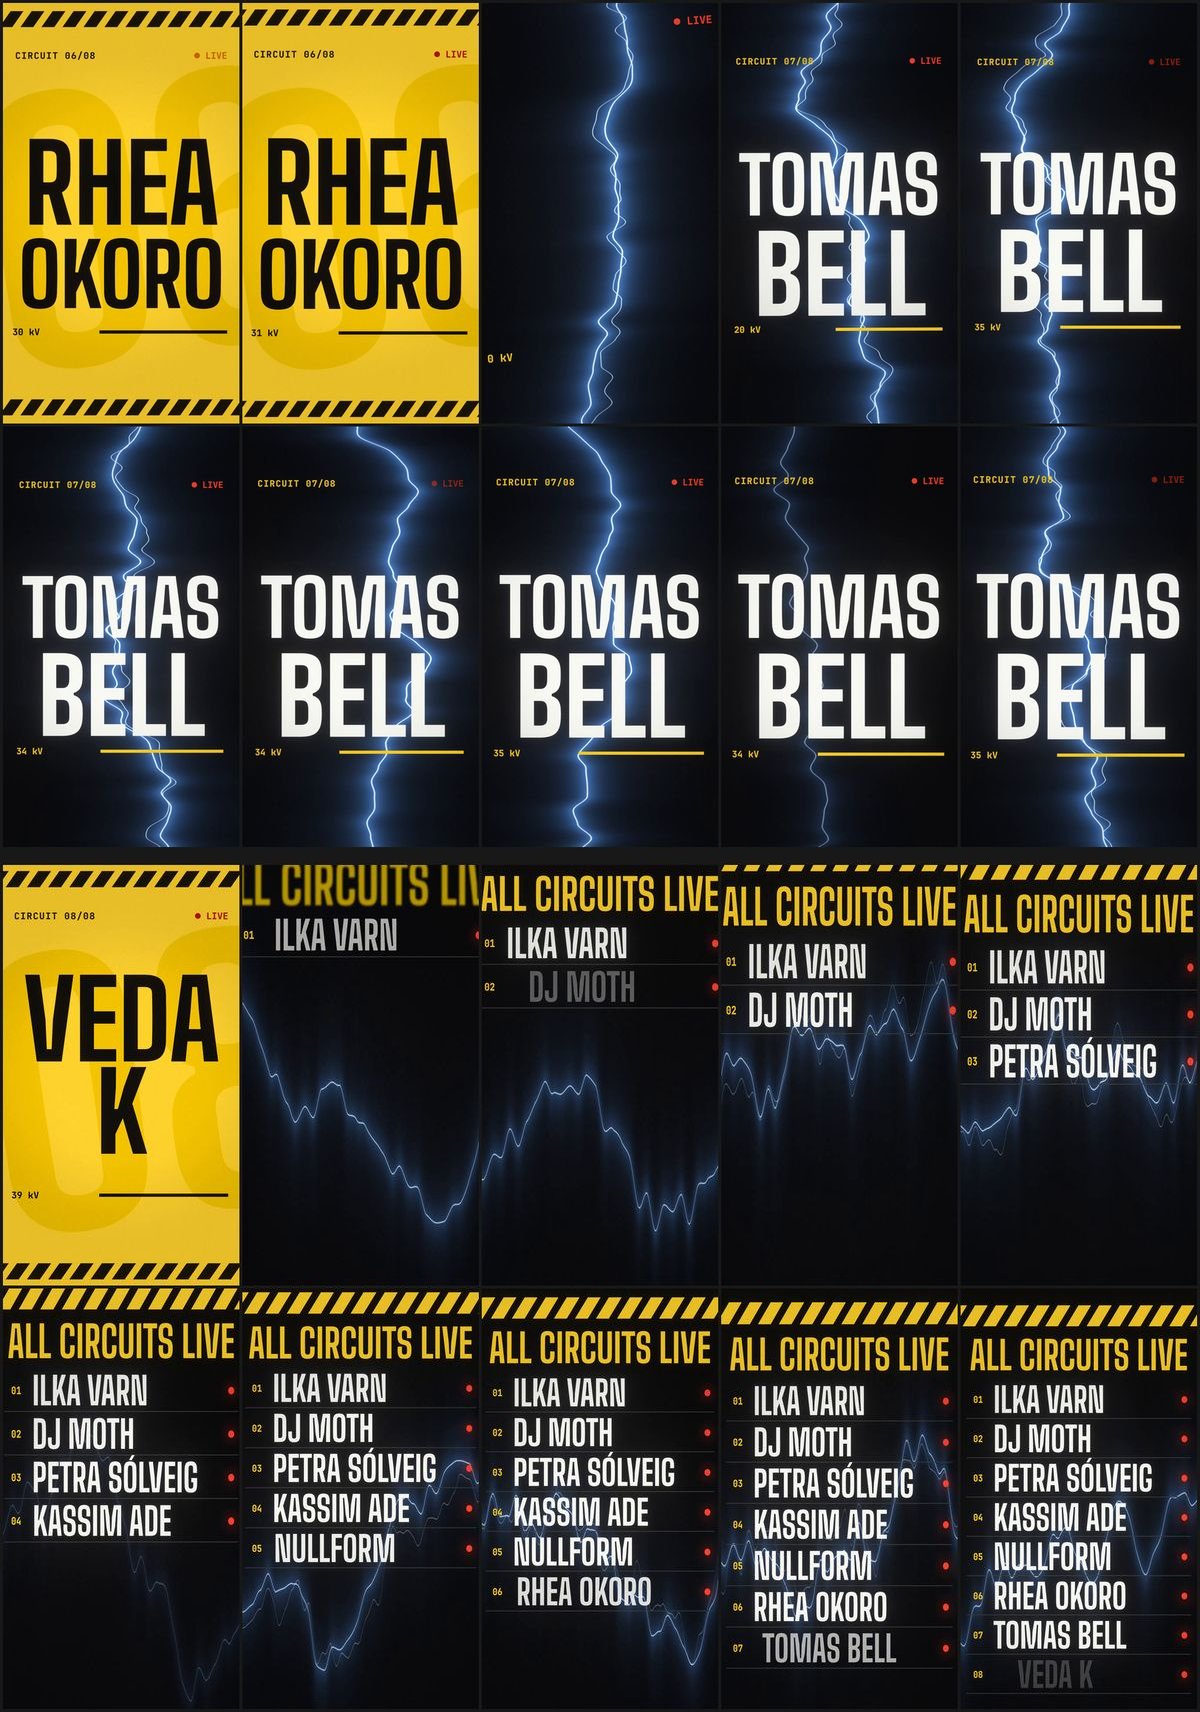 CIRCUIT 06/08
LIVE
RHEA
OKORO
30 kV
CIRCUIT 06/08
LIVE
RHEA
OKORO
31 kV
LIVE
0 kV
CIRCUIT 07/08
LIVE
TOMAS
BELL
20 kV
CIRCUIT 07/08
LIVE
TOMAS
BELL
35 kV
CIRCUIT 07/08
LIVE
TOMAS
BELL
34 kV
CIRCUIT 07/08
LIVE
TOMAS
BELL
34 kV
CIRCUIT 07/08
LIVE
TOMAS
BELL
35 kV
CIRCUIT 07/08
LIVE
TOMAS
BELL
34 kV
CIRCUIT 07/08
LIVE
TOMAS
BELL
35 kV
08
CIRCUIT 08/08
LIVE
VEDA
K
39 kV
LL CIRCUITS LIV
01 ILKA VARN
ALL CIRCUITS LIVE
01 ILKA VARN
02 DJ MOTH
ALL CIRCUITS LIVE
01 ILKA VARN
02 DJ MOTH
ALL CIRCUITS LIVE
01 ILKA VARN
02 DJ MOTH
03 PETRA SÓLVEIG
ALL CIRCUITS LIVE
01 ILKA VARN
02 DJ MOTH
03 PETRA SÓLVEIG
04 KASSIM ADE
ALL CIRCUITS LIVE
01 ILKA VARN
02 DJ MOTH
03 PETRA SÓLVEIG
04 KASSIM ADE
05 NULLFORM
ALL CIRCUITS LIVE
01 ILKA VARN
02 DJ MOTH
03 PETRA SÓLVEIG
04 KASSIM ADE
05 NULLFORM
06 RHEA OKORO
ALL CIRCUITS LIVE
01 ILKA VARN
02 DJ MOTH
03 PETRA SÓLVEIG
04 KASSIM ADE
05 NULLFORM
06 RHEA OKORO
07 TOMAS BELL
ALL CIRCUITS LIVE
01 ILKA VARN
02 DJ MOTH
03 PETRA SÓLVEIG
04 KASSIM ADE
05 NULLFORM
06 RHEA OKORO
07 TOMAS BELL
08 VEDA K